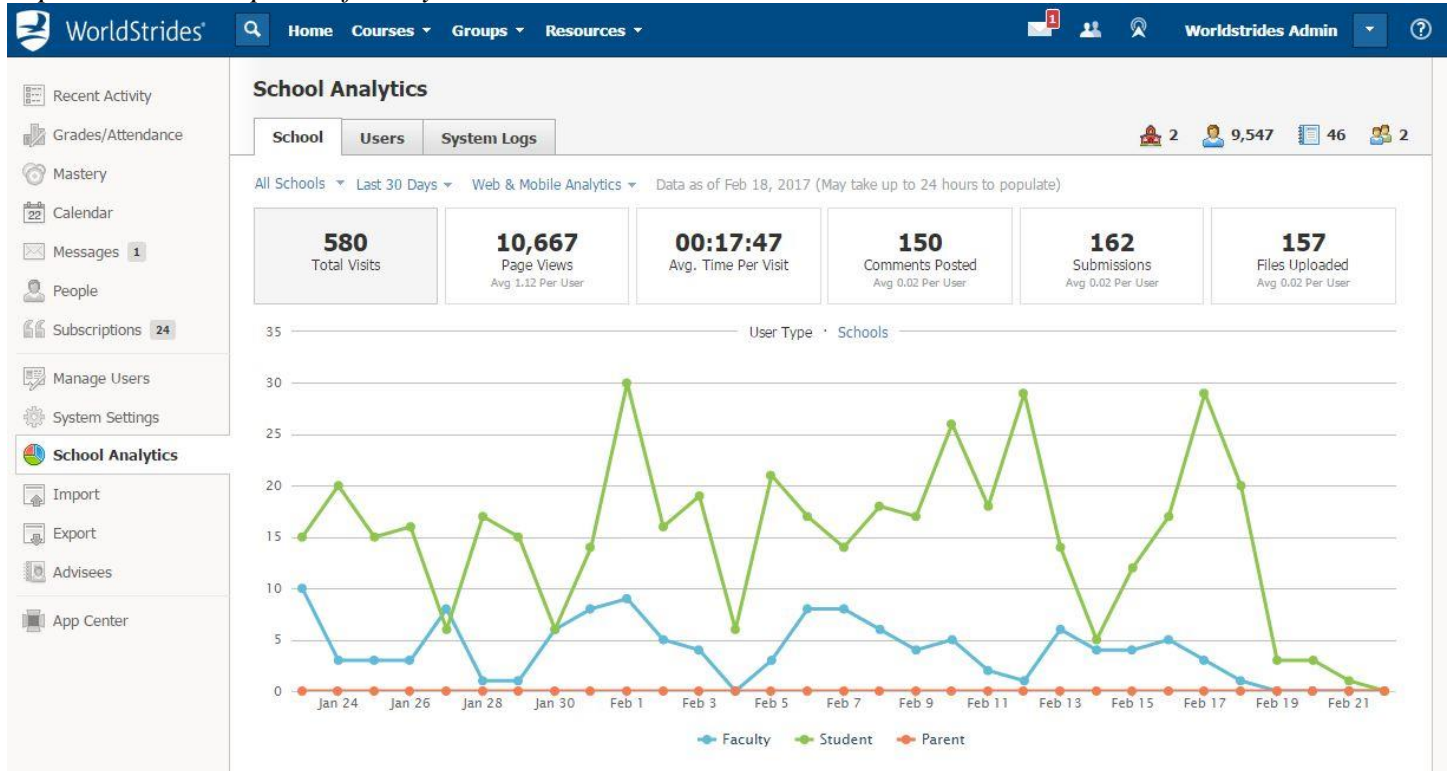 WorldStrides®
Home Courses Groups Resources
1
Worldstrides Admin
?
Recent Activity
Grades/Attendance
Mastery
22 Calendar
Messages 1
People
Subscriptions 24
Manage Users
System Settings
School Analytics
Import
Export
Advisees
App Center
School Analytics
School Users System Logs
2 9,547 46 2
All Schools Last 30 Days Web & Mobile Analytics Data as of Feb 18, 2017 (May take up to 24 hours to populate)
580
Total Visits
10,667
Page Views
Avg 1.12 Per User
00:17:47
Avg. Time Per Visit
150
Comments Posted
Avg 0.02 Per User
162
Submissions
Avg 0.02 Per User
157
Files Uploaded
Avg 0.02 Per User
User Type · Schools
35
30
25
20
15
10
5
0
Jan 24 Jan 26 Jan 28 Jan 30 Feb 1 Feb 3 Feb 5 Feb 7 Feb 9 Feb 11 Feb 13 Feb 15 Feb 17 Feb 19 Feb 21
Faculty Student Parent